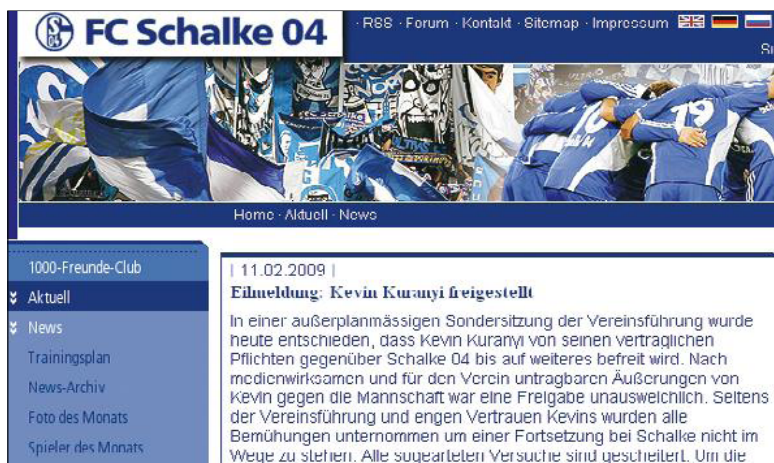 FC Schalke 04
· RSS · Forum · Kontakt · Sitemap · Impressum
Home · Aktuell · News
1000-Freunde-Club
Aktuell
News
Trainingsplan
News-Archiv
Foto des Monats
Spieler des Monats
| 11.02.2009 |
Eilmeldung: Kevin Kuranyi freigestellt
In einer außerplanmässigen Sondersitzung der Vereinsführung wurde
heute entschieden, dass Kevin Kuranyi von seinen vertraglichen
Pflichten gegenüber Schalke 04 bis auf weiteres befreit wird. Nach
medienwirksamen und für den Verein untragbaren Äußerungen von
Kevin gegen die Mannschaft war eine Freigabe unausweichlich. Seitens
der Vereinsführung und engen Vertrauen Kevins wurden alle
Bemühungen unternommen um einer Fortsetzung bei Schalke nicht im
Wege zu stehen. Alle sogearteten Versuche sind gescheitert. Um die